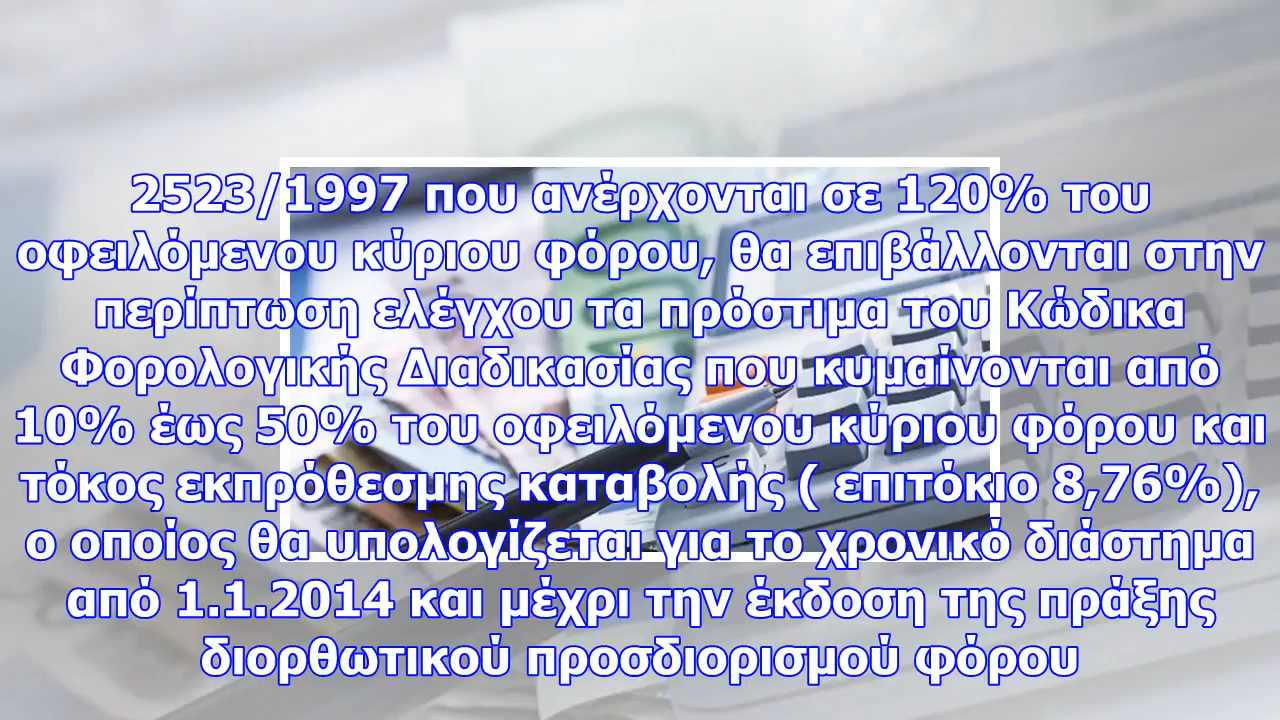 2523/1997 που ανέρχονται σε 120% του
οφειλόμενου κύριου φόρου, θα επιβάλλονται στην
περίπτωση ελέγχου τα πρόστιμα του Κώδικα
Φορολογικής Διαδικασίας που κυμαίνονται από
10% έως 50% του οφειλόμενου κύριου φόρου και
τόκος εκπρόθεσμης καταβολής ( επιτόκιο 8,76%),
ο οποίος θα υπολογίζεται για το χρονικό διάστημα
από 1.1.2014 και μέχρι την έκδοση της πράξης
διορθωτικού προσδιορισμού φόρου